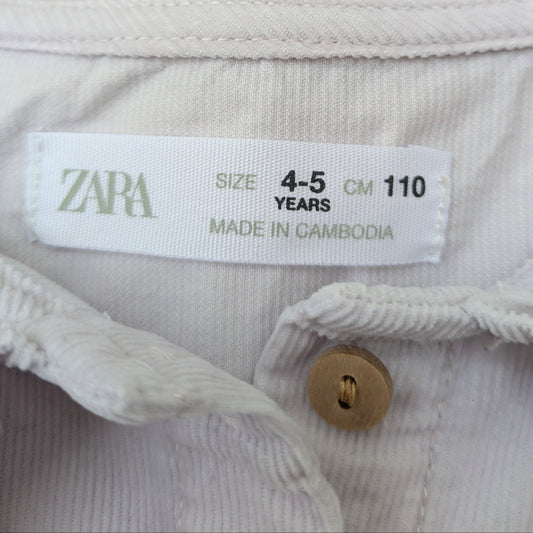 ZARA
SIZE 4-5 CM 110
YEARS
MADE IN CAMBODIA